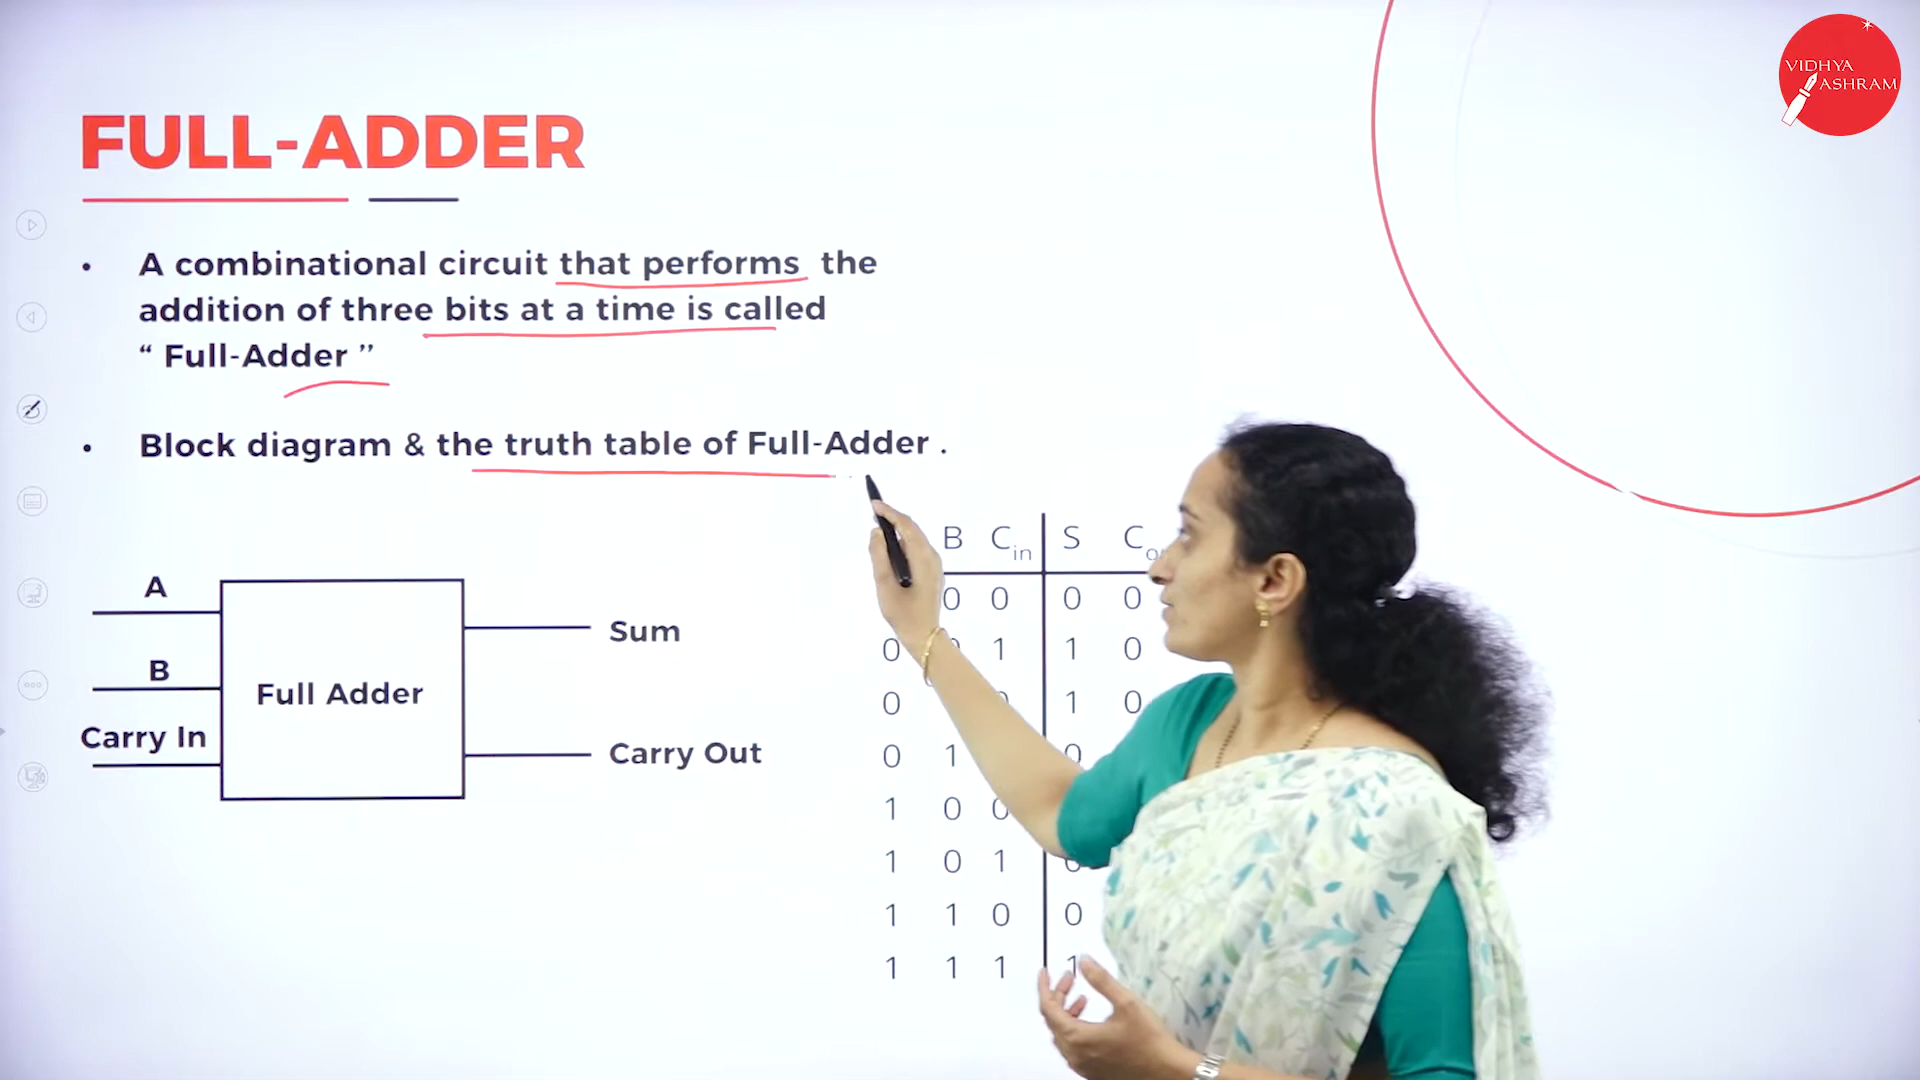 VIDHYA
ASHRAM
FULL-ADDER
• A combinational circuit that performs the
addition of three bits at a time is called
“ Full-Adder ”
• Block diagram & the truth table of Full-Adder .
A
B
Carry In
Full Adder
Sum
Carry Out
B Cin S
0 0 0 0
0 1 1 0
0 1 0
0 1 0
1 0 0
1 0 1
1 1 0 0
1 1 1 1